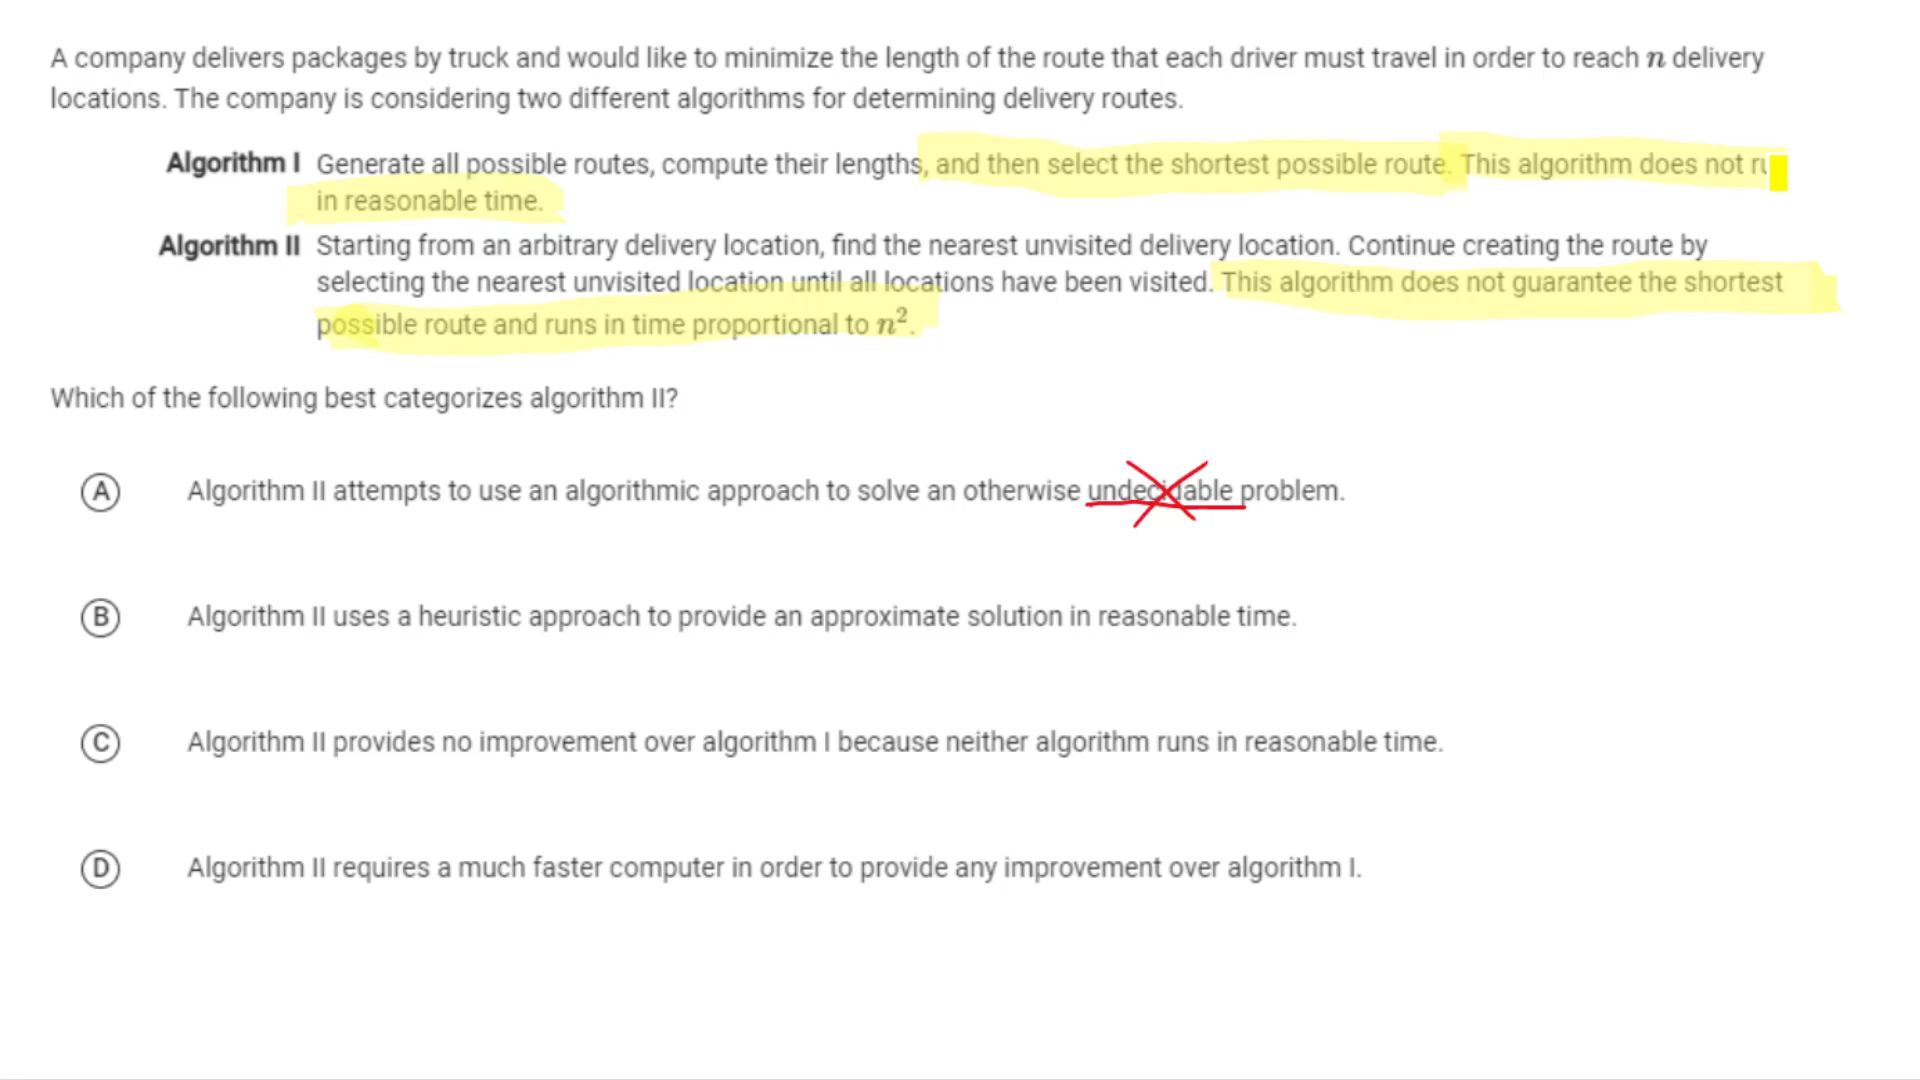 A company delivers packages by truck and would like to minimize the length of the route that each driver must travel in order to reach n delivery
locations. The company is considering two different algorithms for determining delivery routes.
Algorithm I Generate all possible routes, compute their lengths, and then select the shortest possible route. This algorithm does not ru
in reasonable time.
Algorithm II Starting from an arbitrary delivery location, find the nearest unvisited delivery location. Continue creating the route by
selecting the nearest unvisited location until all locations have been visited. This algorithm does not guarantee the shortest
possible route and runs in time proportional to n².
Which of the following best categorizes algorithm II?
A Algorithm II attempts to use an algorithmic approach to solve an otherwise undecidable problem.
B Algorithm II uses a heuristic approach to provide an approximate solution in reasonable time.
C Algorithm II provides no improvement over algorithm I because neither algorithm runs in reasonable time.
D Algorithm II requires a much faster computer in order to provide any improvement over algorithm I.